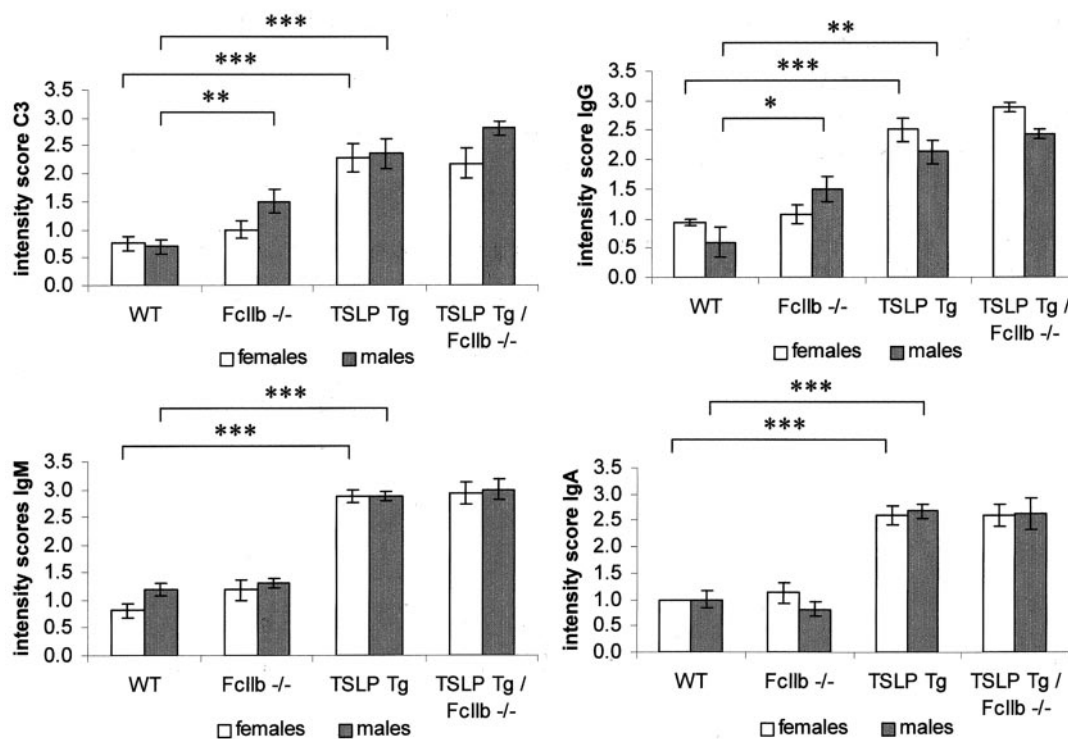 ***
***
**
intensity score C3
3.5
3.0
2.5
2.0
1.5
1.0
0.5
0.0
WT
FcIIb -/-
TSLP Tg
TSLP Tg /
FcIIb -/-
females
males
**
***
*
intensity score IgG
3.5
3.0
2.5
2.0
1.5
1.0
0.5
0.0
WT
FcIIb -/-
TSLP Tg
TSLP Tg /
FcIIb -/-
females
males
***
***
intensity scores IgM
3.5
3.0
2.5
2.0
1.5
1.0
0.5
0.0
WT
FcIIb -/-
TSLP Tg
TSLP Tg /
FcIIb -/-
females
males
***
***
intensity score IgA
3.5
3.0
2.5
2.0
1.5
1.0
0.5
0.0
WT
FcIIb -/-
TSLP Tg
TSLP Tg /
FcIIb -/-
females
males